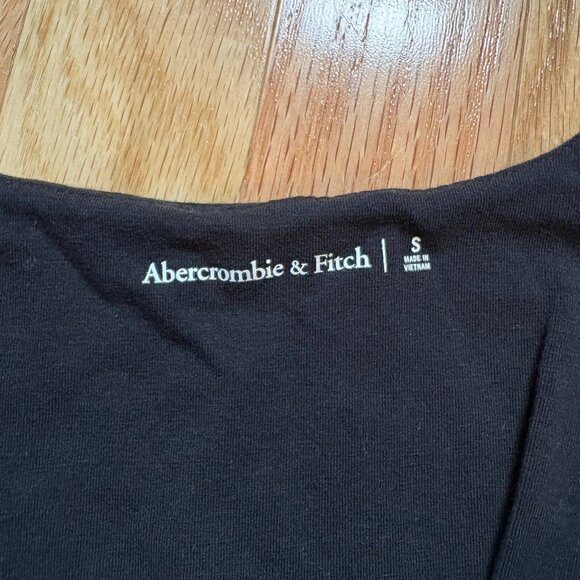 Abercrombie & Fitch | S
MADE IN
VIETNAM